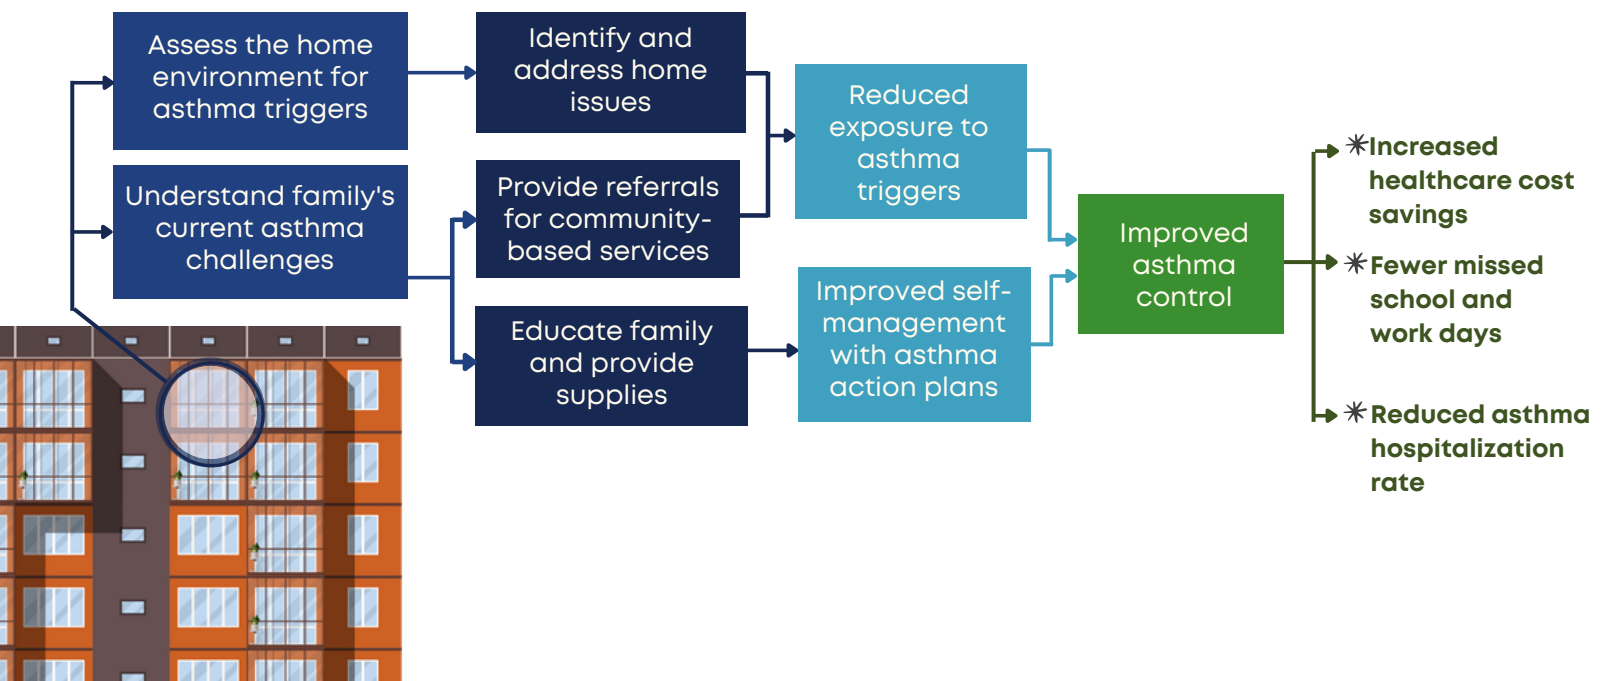 Assess the home
environment for
asthma triggers
Understand family's
current asthma
challenges
Identify and
address home
issues
Provide referrals
for community-
based services
Educate family
and provide
supplies
Reduced
exposure to
asthma
triggers
Improved self-
management
with asthma
action plans
Improved
asthma
control
Increased
healthcare cost
savings
Fewer missed
school and
work days
Reduced asthma
hospitalization
rate